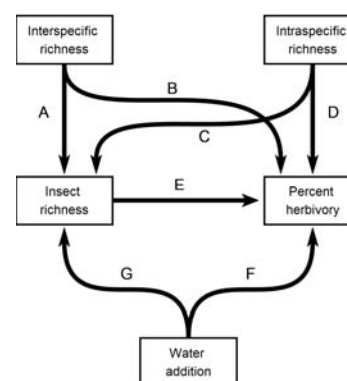 Interspecific
richness
Intraspecific
richness
A
B
C
D
Insect
richness
E
Percent
herbivory
G
F
Water
addition